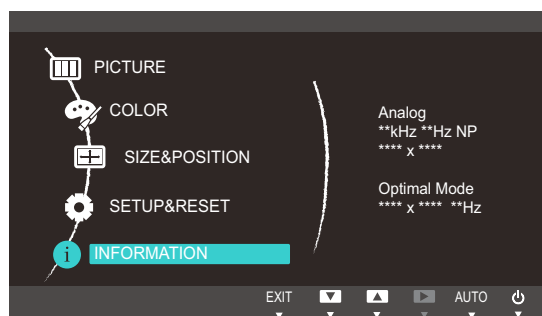 PICTURE
COLOR
SIZE&POSITION
SETUP&RESET
i INFORMATION
Analog
**kHz **Hz NP
**** x ****
Optimal Mode
**** x **** **Hz
EXIT AUTO